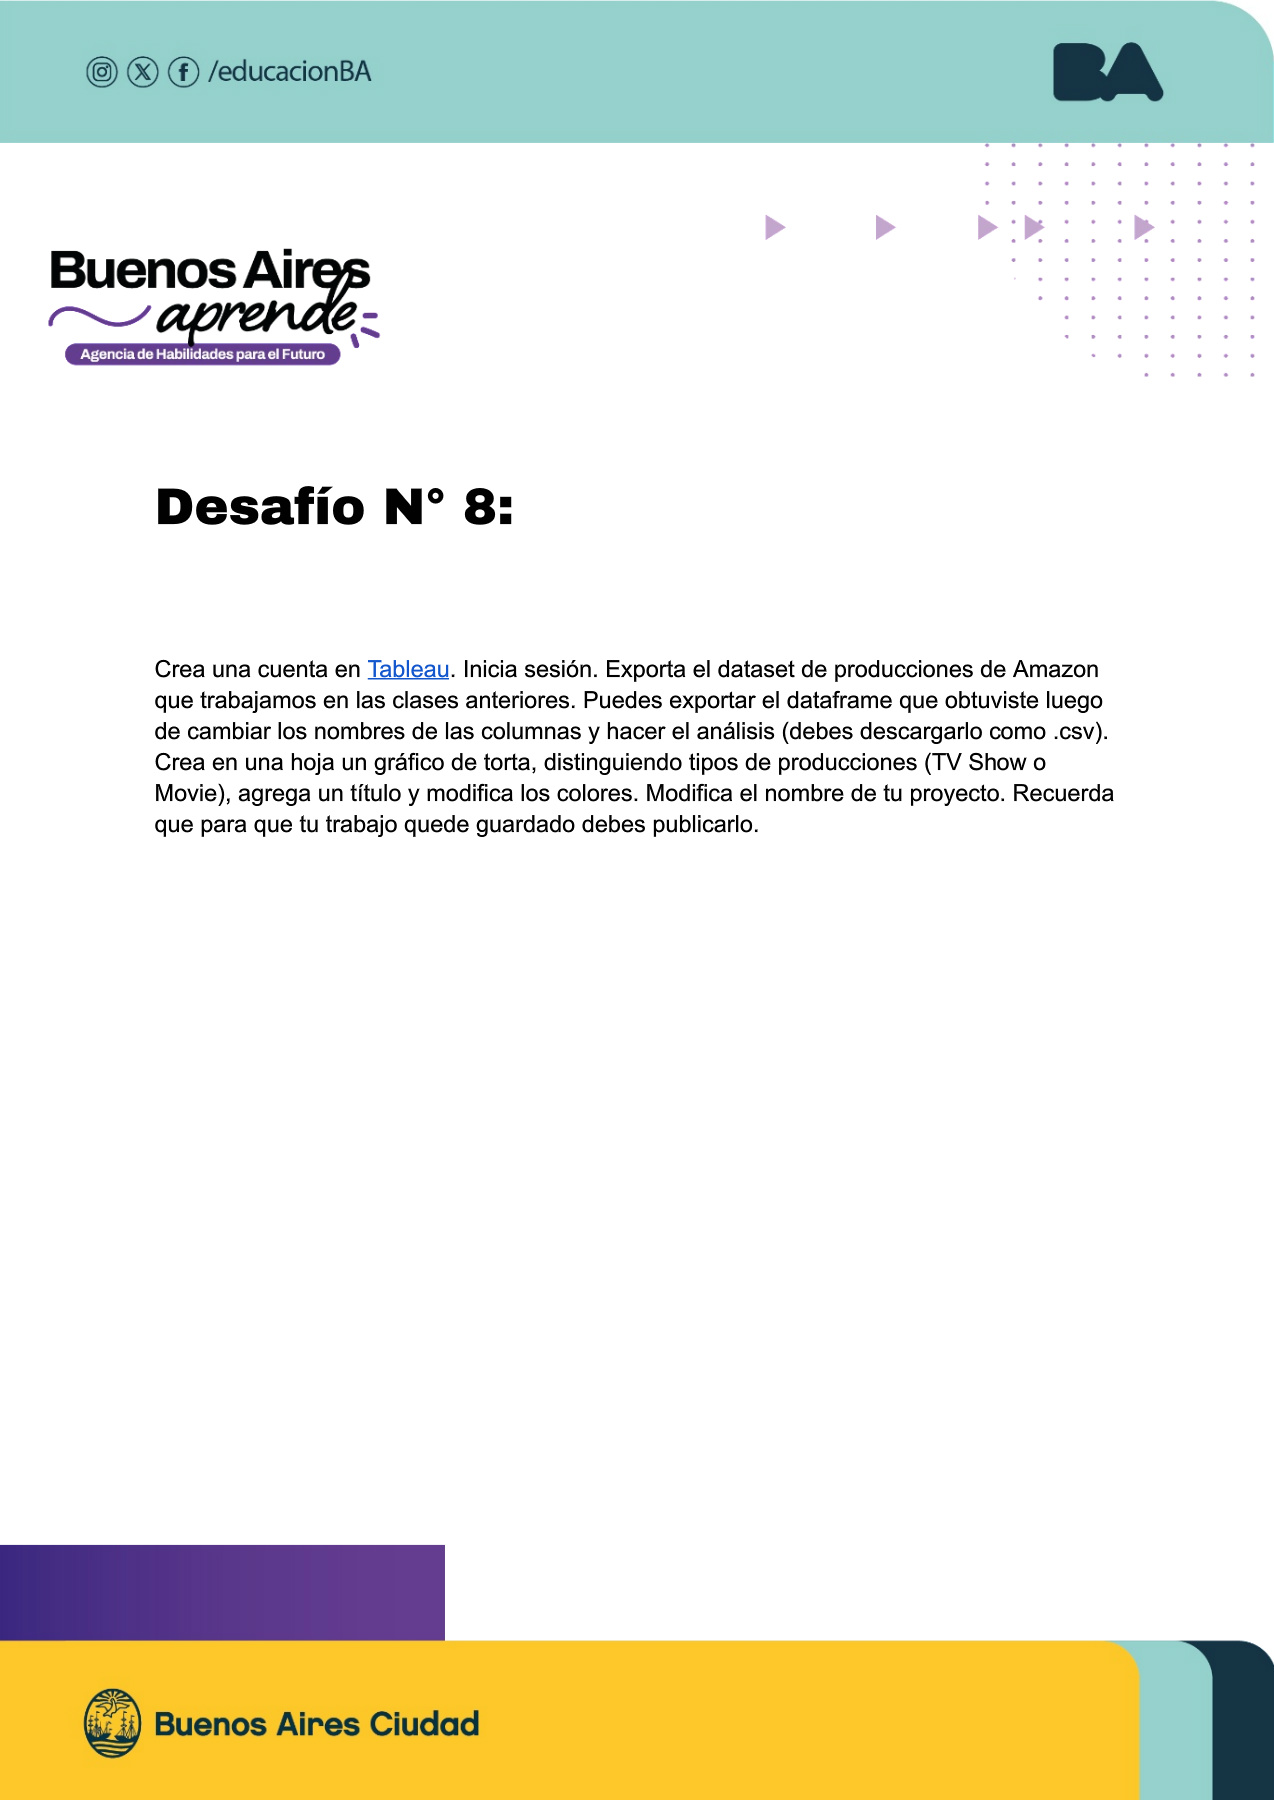 /educacionBA
BA
Buenos Aires
aprende
Agencia de Habilidades para el Futuro
Desafío N° 8:
Crea una cuenta en Tableau. Inicia sesión. Exporta el dataset de producciones de Amazon
que trabajamos en las clases anteriores. Puedes exportar el dataframe que obtuviste luego
de cambiar los nombres de las columnas y hacer el análisis (debes descargarlo como .csv).
Crea en una hoja un gráfico de torta, distinguiendo tipos de producciones (TV Show o
Movie), agrega un título y modifica los colores. Modifica el nombre de tu proyecto. Recuerda
que para que tu trabajo quede guardado debes publicarlo.
Buenos Aires Ciudad